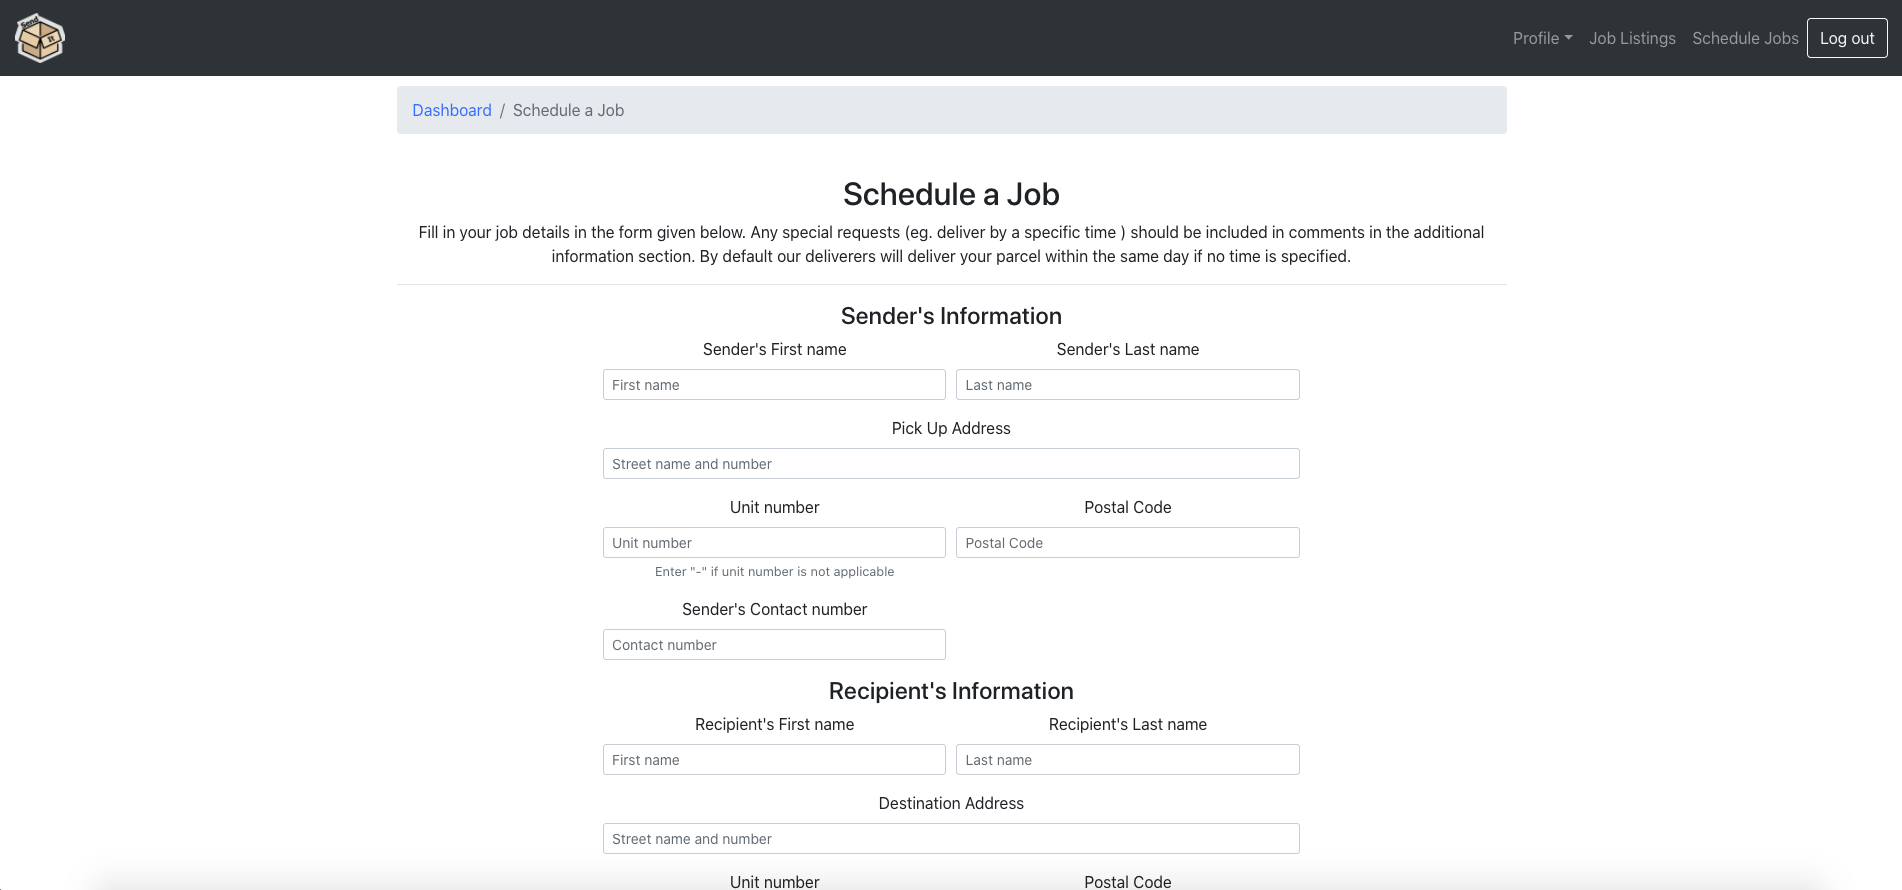 Send It
Profile Job Listings Schedule Jobs Log out
Dashboard / Schedule a Job
Schedule a Job
Fill in your job details in the form given below. Any special requests (eg. deliver by a specific time ) should be included in comments in the additional
information section. By default our deliverers will deliver your parcel within the same day if no time is specified.
Sender's Information
Sender's First name Sender's Last name
First name Last name
Pick Up Address
Street name and number
Unit number Postal Code
Unit number Postal Code
Enter "-" if unit number is not applicable
Sender's Contact number
Contact number
Recipient's Information
Recipient's First name Recipient's Last name
First name Last name
Destination Address
Street name and number
Unit number Postal Code